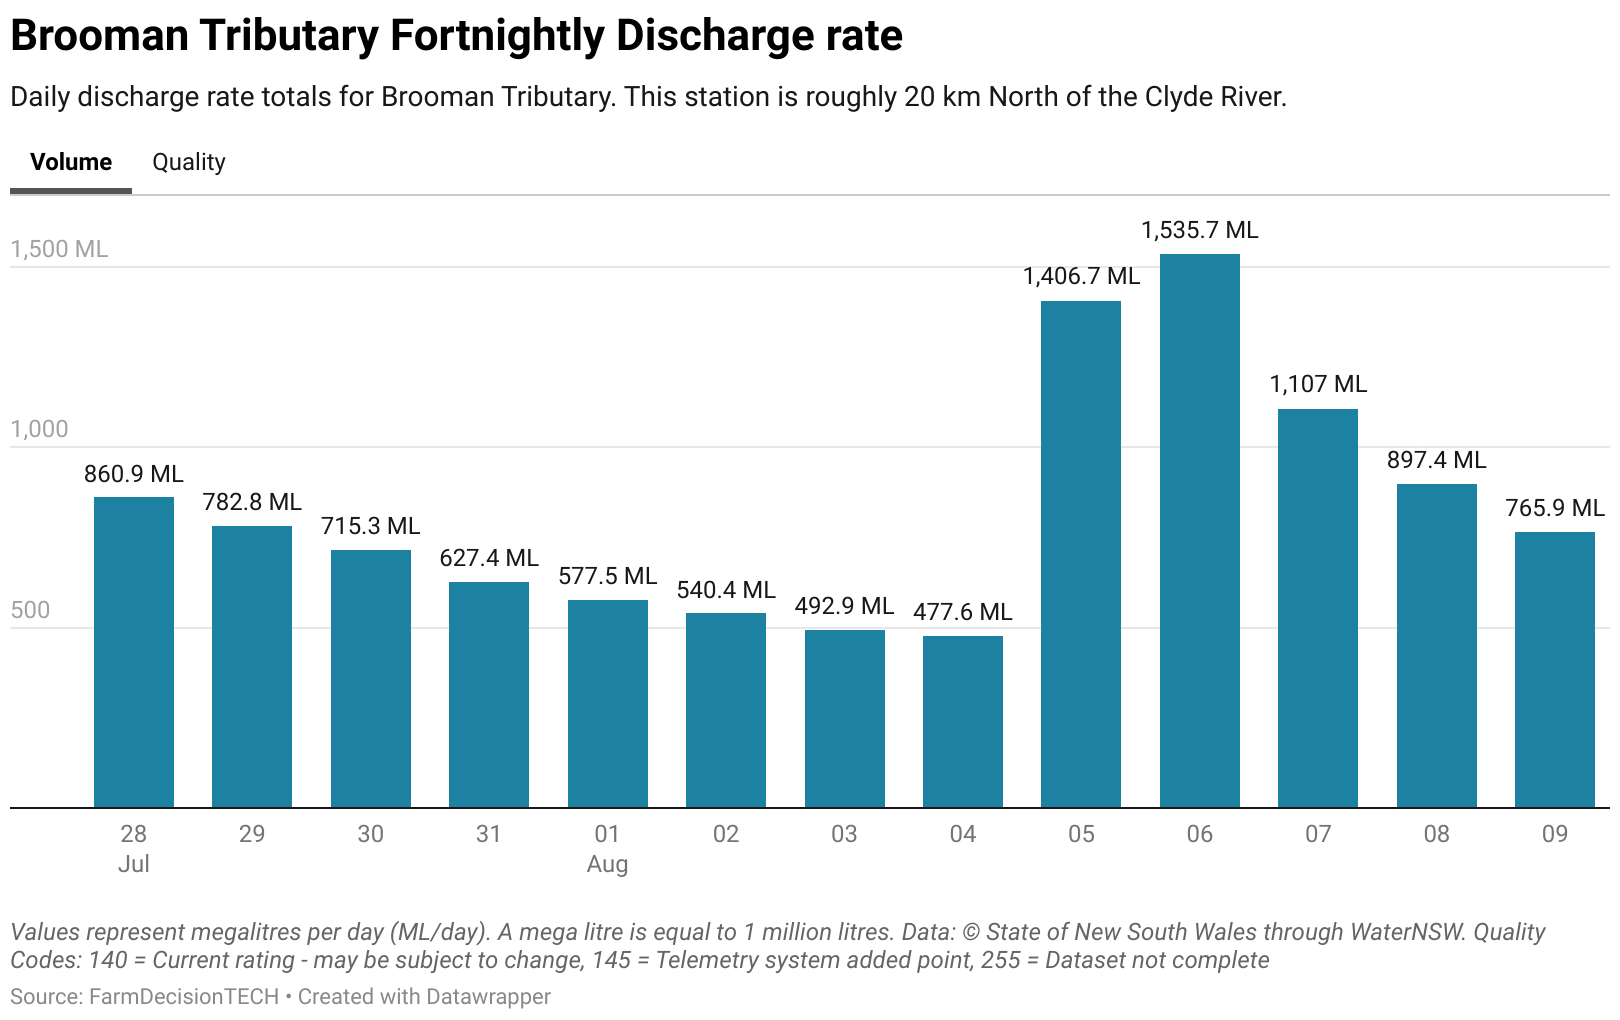 Brooman Tributary Fortnightly Discharge rate
Daily discharge rate totals for Brooman Tributary. This station is roughly 20 km North of the Clyde River.
Volume Quality
1,500 ML
1,000
500
860.9 ML
782.8 ML
715.3 ML
627.4 ML
577.5 ML
540.4 ML
492.9 ML
477.6 ML
1,406.7 ML
1,535.7 ML
1,107 ML
897.4 ML
765.9 ML
28 29 30 31 01 02 03 04 05 06 07 08 09
Jul Aug
Values represent megalitres per day (ML/day). A mega litre is equal to 1 million litres. Data: © State of New South Wales through WaterNSW. Quality
Codes: 140 = Current rating - may be subject to change, 145 = Telemetry system added point, 255 = Dataset not complete
Source: FarmDecisionTECH • Created with Datawrapper